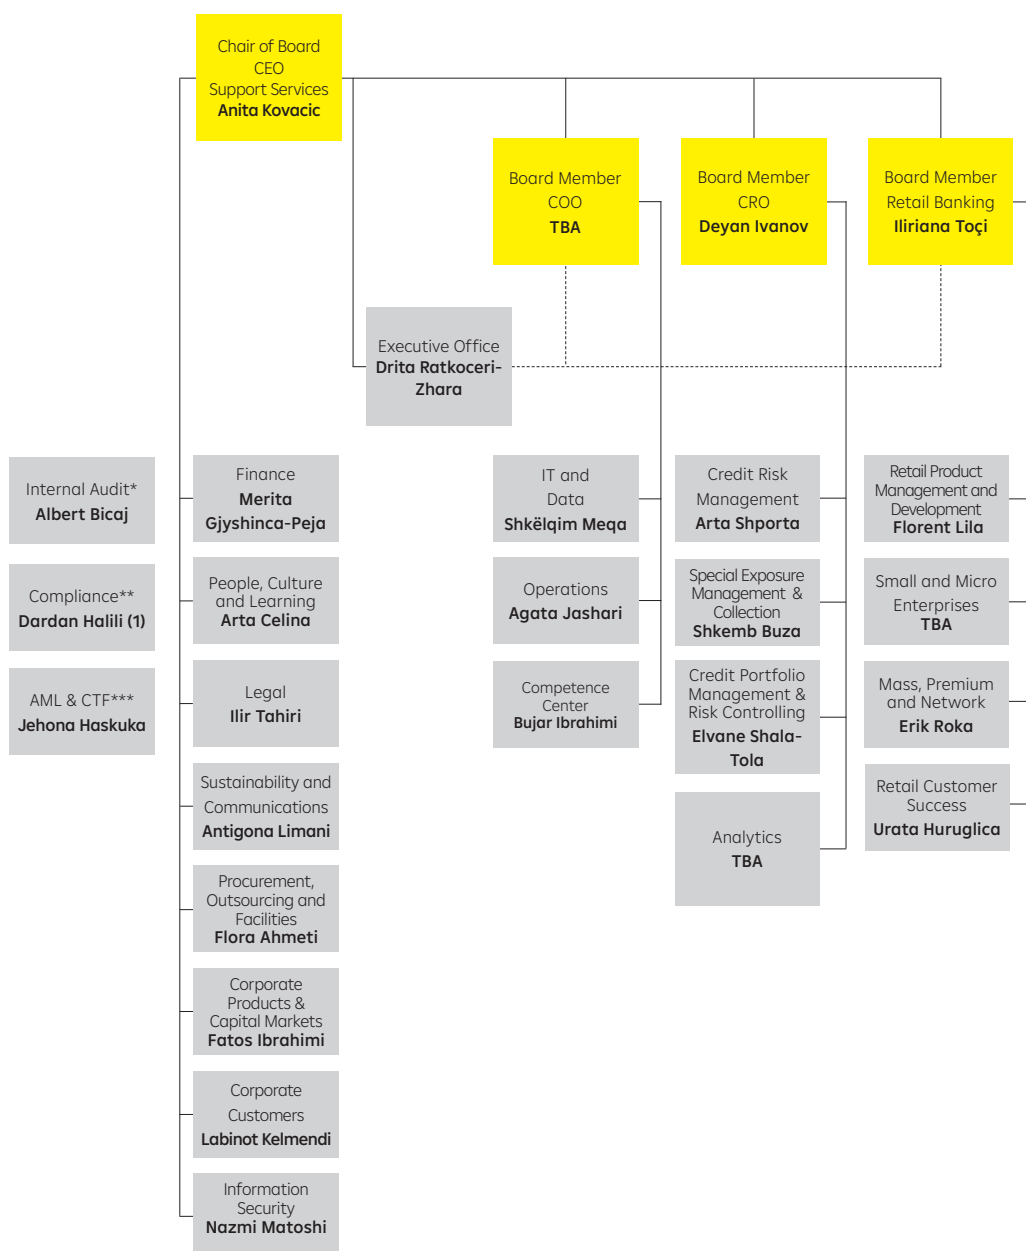 Chair of Board
CEO
Support Services
Anita Kovacic
Board Member
COO
TBA
Board Member
CRO
Deyan Ivanov
Board Member
Retail Banking
Iliriana Toçi
Executive Office
Drita Ratkoceri-
Zhara
Internal Audit*
Albert Bicaj
Compliance**
Dardan Halili (1)
AML & CTF***
Jehona Haskuka
Finance
Merita
Gjyshinca-Peja
People, Culture
and Learning
Arta Celina
Legal
Ilir Tahiri
Sustainability and
Communications
Antigona Limani
Procurement,
Outsourcing and
Facilities
Flora Ahmeti
Corporate
Products &
Capital Markets
Fatos Ibrahimi
Corporate
Customers
Labinot Kelmendi
Information
Security
Nazmi Matoshi
IT and
Data
Shkëlqim Meqa
Operations
Agata Jashari
Competence
Center
Bujar Ibrahimi
Credit Risk
Management
Arta Shporta
Special Exposure
Management &
Collection
Shkemb Buza
Credit Portfolio
Management &
Risk Controlling
Elvane Shala-
Tola
Analytics
TBA
Retail Product
Management and
Development
Florent Lila
Small and Micro
Enterprises
TBA
Mass, Premium
and Network
Erik Roka
Retail Customer
Success
Urata Huruglica